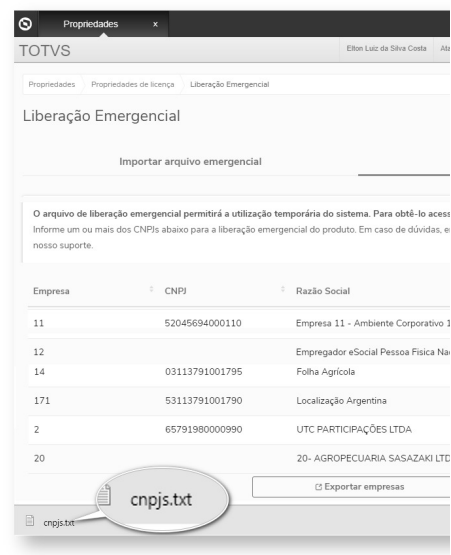 Propriedades x
TOTVS Elton Luiz da Silva Costa
Propriedades Propriedades de licença Liberação Emergencial
Liberação Emergencial
Importar arquivo emergencial
O arquivo de liberação emergencial permitirá a utilização temporária do sistema. Para obtê-lo
Informe um ou mais dos CNPJs abaixo para a liberação emergencial do produto. Em caso de dúvidas,
nosso suporte.
Empresa CNPJ Razão Social
11 52045694000110 Empresa 11 - Ambiente Corporativo 1
12 Empregador eSocial Pessoa Fisica
14 03113791001795 Folha Agrícola
171 53113791001790 Localização Argentina
2 65791980000990 UTC PARTICIPAÇÕES LTDA
20 20- AGROPECUARIA SASAZAKI
Exportar empresas
cnpjs.txt
cnpjs.txt